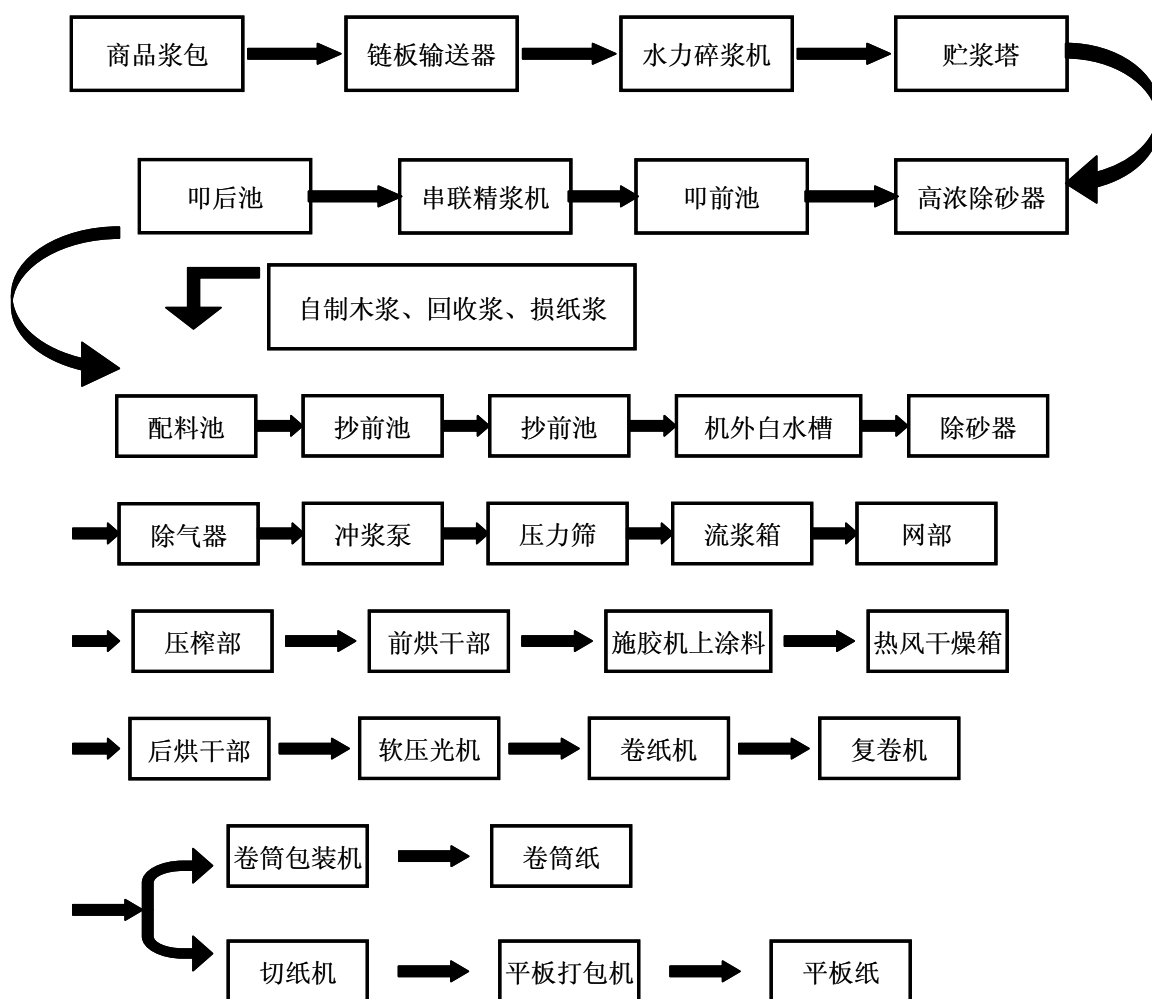 商品浆包 链板输送器 水力碎浆机 贮浆塔
叩后池 串联精浆机 叩前池 高浓除砂器
自制木浆、回收浆、损纸浆
配料池 抄前池 抄前池 机外白水槽 除砂器
除气器 冲浆泵 压力筛 流浆箱 网部
压榨部 前烘干部 施胶机上涂料 热风干燥箱
后烘干部 软压光机 卷纸机 复卷机
卷筒包装机 卷筒纸
切纸机 平板打包机 平板纸